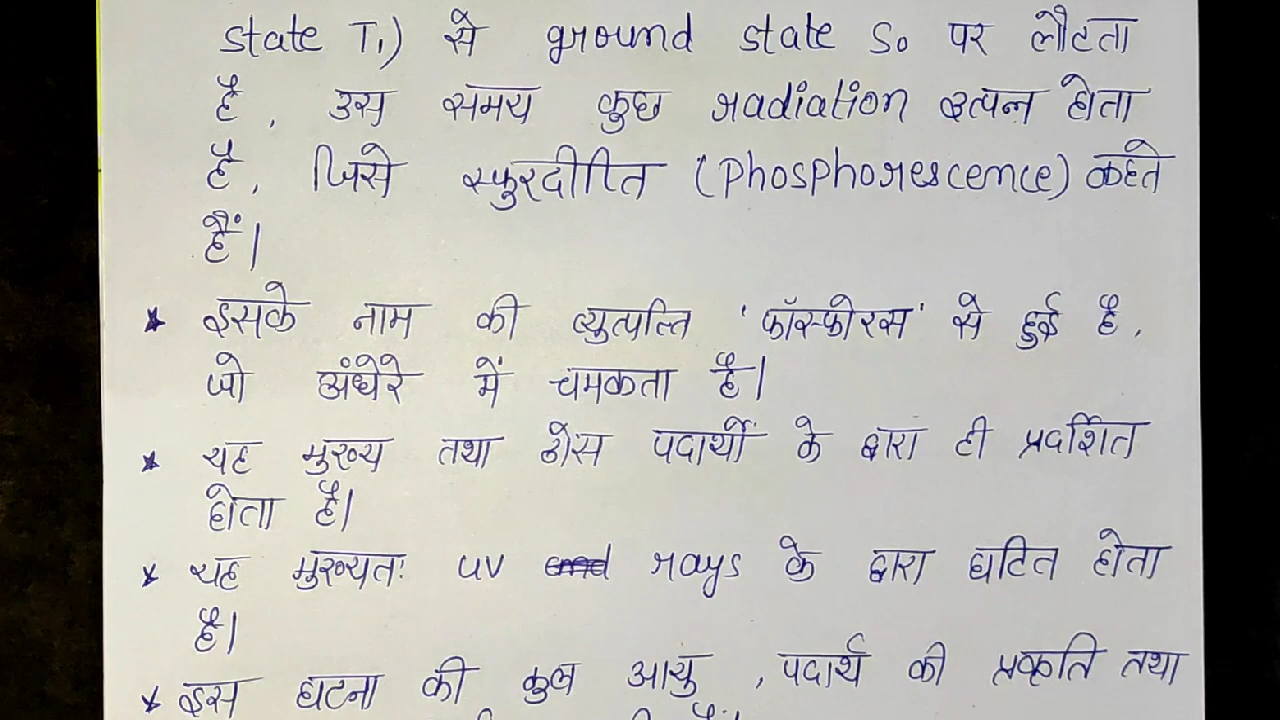 state T₁) से ground state S₀ पर लौटता
है, उस समय कुछ radiation उत्पन्न होता
है, जिसे स्फुरदीप्ति (Phosphorescence) कहते
हैं।
* इसके नाम की व्युत्पत्ति 'फॉस्फोरस' से हुई है,
जो अंधेरे में चमकता है।
* यह मुख्य तथा ठोस पदार्थों के द्वारा ही प्रदर्शित
होता है।
* यह मुख्यतः UV rays के द्वारा घटित होता
है।
* इस घटना की कुल आयु, पदार्थ की प्रकृति तथा